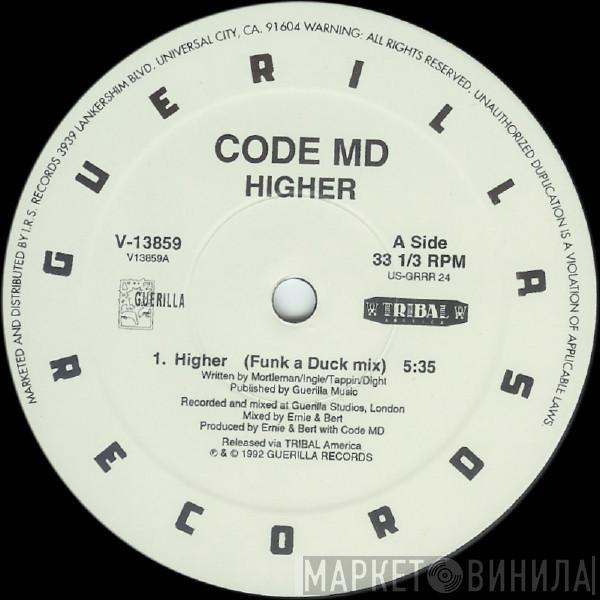 MARKETED AND DISTRIBUTED BY I.R.S. RECORDS 3939 LANKERSHIM BLVD, UNIVERSAL CITY, CA. 91604 WARNING: ALL RIGHTS RESERVED. UNAUTHORIZED DUPLICATION IS A VIOLATION OF APPLICABLE LAWS
GUERILLA RECORDS
CODE MD
HIGHER
V-13859
V13859A
A Side
33 1/3 RPM
US-GRRR 24
GUERILLA
TRIBAL
AMERICA
1. Higher (Funk a Duck mix) 5:35
Written by Mortleman/Ingle/Tappin/Dight
Published by Guerilla Music
Recorded and mixed at Guerilla Studios, London
Mixed by Ernie & Bert
Produced by Ernie & Bert with Code MD
Released via TRIBAL America
℗ & © 1992 GUERILLA RECORDS
МАРКЕТ ВИНИЛА